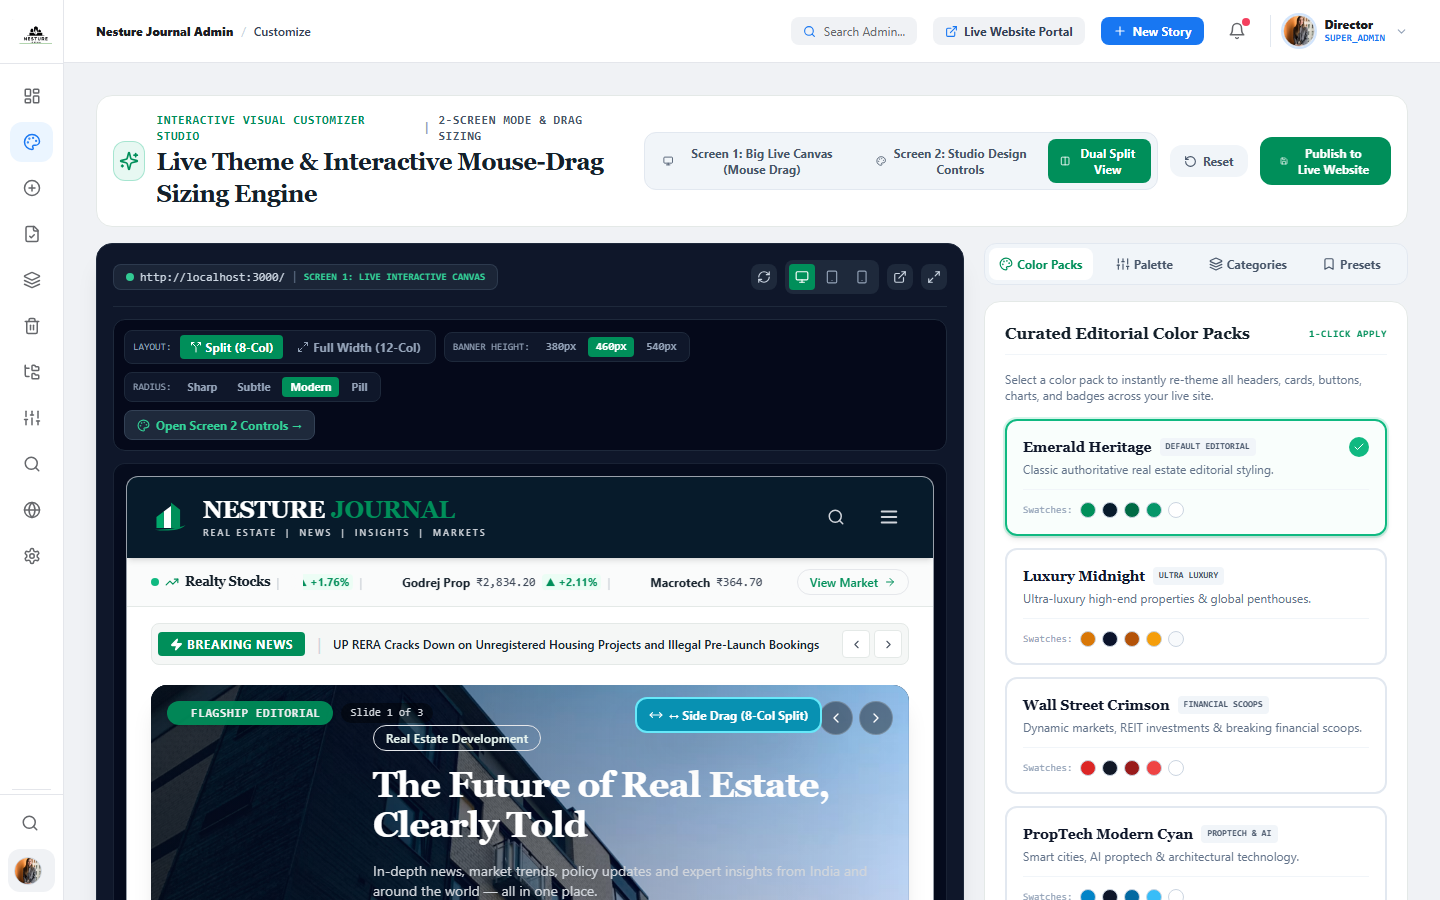 NESTURE
Nesture Journal Admin / Customize
Search Admin...
Live Website Portal
+ New Story
Director
SUPER_ADMIN
INTERACTIVE VISUAL CUSTOMIZER STUDIO | 2-SCREEN MODE & DRAG SIZING
Live Theme & Interactive Mouse-Drag
Sizing Engine
Screen 1: Big Live Canvas
(Mouse Drag)
Screen 2: Studio Design
Controls
Dual Split
View
Reset
Publish to
Live Website
http://localhost:3000/ | SCREEN 1: LIVE INTERACTIVE CANVAS
LAYOUT: Split (8-Col) Full Width (12-Col)
BANNER HEIGHT: 380px 460px 540px
RADIUS: Sharp Subtle Modern Pill
Open Screen 2 Controls →
NESTURE JOURNAL
REAL ESTATE | NEWS | INSIGHTS | MARKETS
Realty Stocks | +1.76% | Godrej Prop ₹2,834.20 ▲ +2.11% | Macrotech ₹364.70 View Market →
BREAKING NEWS | UP RERA Cracks Down on Unregistered Housing Projects and Illegal Pre-Launch Bookings
FLAGSHIP EDITORIAL Slide 1 of 3
↔ Side Drag (8-Col Split)
Real Estate Development
The Future of Real Estate,
Clearly Told
In-depth news, market trends, policy updates and expert insights from India and
around the world — all in one place.
Color Packs Palette Categories Presets
Curated Editorial Color Packs 1-CLICK APPLY
Select a color pack to instantly re-theme all headers, cards, buttons,
charts, and badges across your live site.
Emerald Heritage DEFAULT EDITORIAL
Classic authoritative real estate editorial styling.
Swatches:
Luxury Midnight ULTRA LUXURY
Ultra-luxury high-end properties & global penthouses.
Swatches:
Wall Street Crimson FINANCIAL SCOOPS
Dynamic markets, REIT investments & breaking financial scoops.
Swatches:
PropTech Modern Cyan PROPTECH & AI
Smart cities, AI proptech & architectural technology.
Swatches: